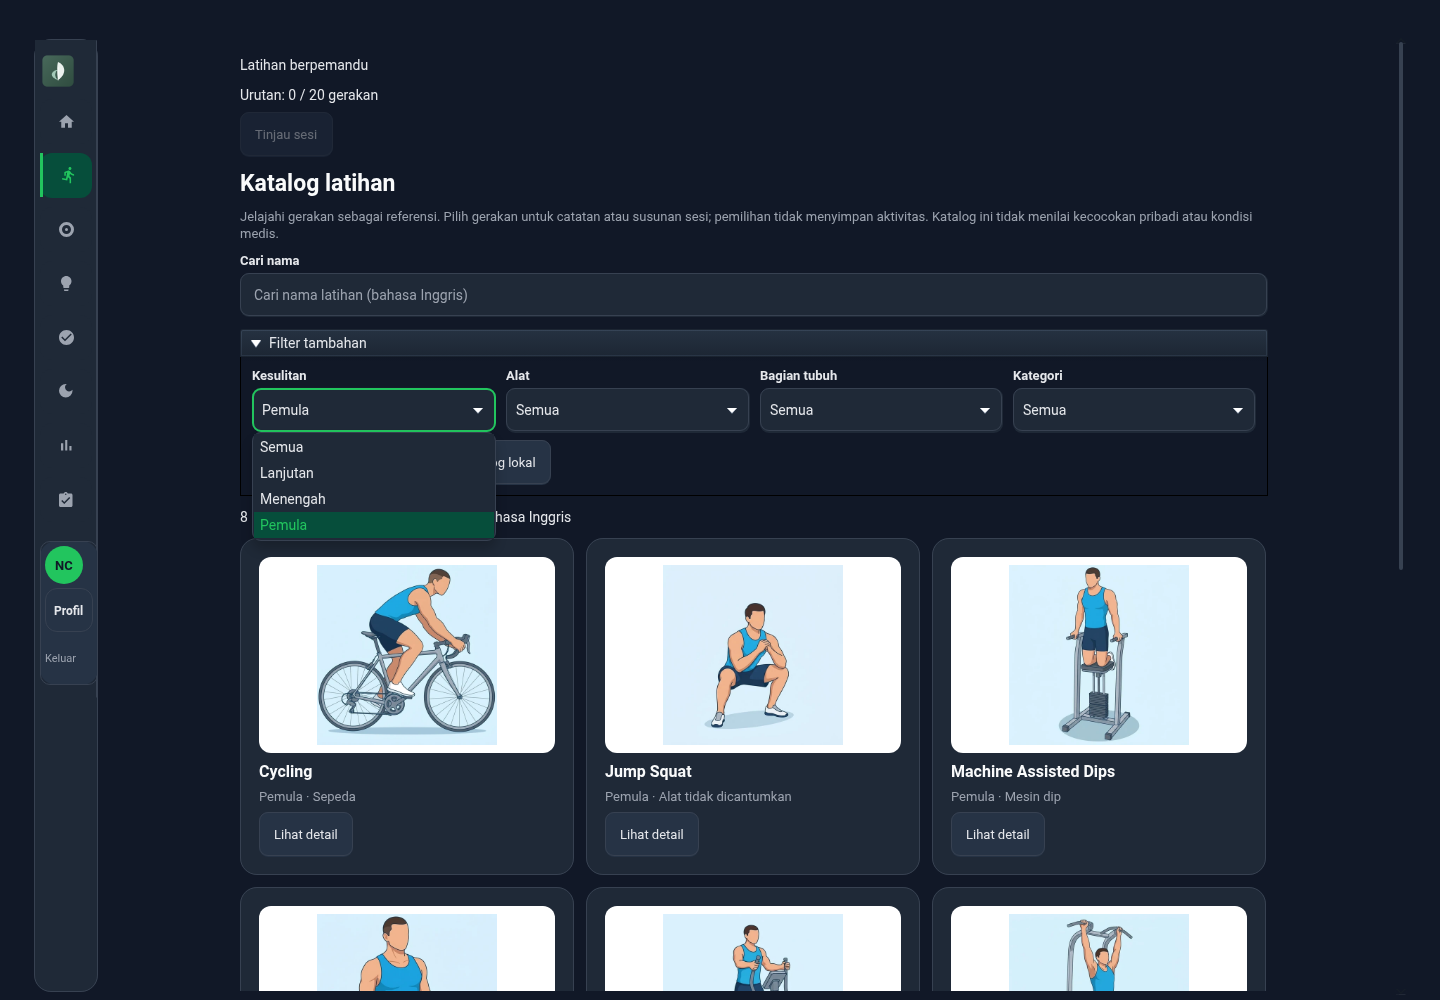 Latihan berpemandu
Urutan: 0 / 20 gerakan
Tinjau sesi
Katalog latihan
Jelajahi gerakan sebagai referensi. Pilih gerakan untuk catatan atau susunan sesi; pemilihan tidak menyimpan aktivitas. Katalog ini tidak menilai kecocokan pribadi atau kondisi
medis.
Cari nama
Cari nama latihan (bahasa Inggris)
Filter tambahan
Kesulitan Alat Bagian tubuh Kategori
Pemula Semua Semua Semua
Semua
Lanjutan
Menengah
Pemula
lokal
8
Inggris
NC
Profil
Keluar
Cycling
Pemula · Sepeda
Lihat detail
Jump Squat
Pemula · Alat tidak dicantumkan
Lihat detail
Machine Assisted Dips
Pemula · Mesin dip
Lihat detail